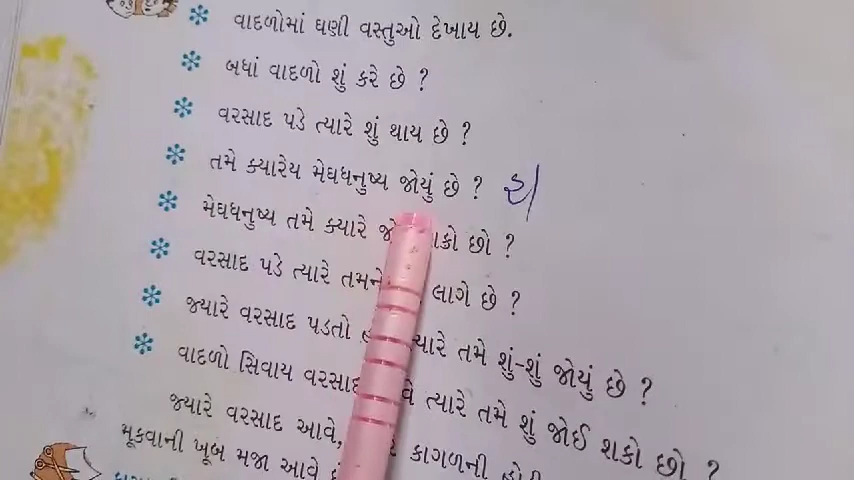 વાદળોમાં ઘણી વસ્તુઓ દેખાય છે.
બધાં વાદળો શું કરે છે ?
વરસાદ પડે ત્યારે શું થાય છે ?
તમે ક્યારેય મેઘધનુષ્ય જોયું છે ? હા
મેઘધનુષ્ય તમે ક્યારે છો ?
વરસાદ પડે ત્યારે લાગે છે ?
જ્યારે વરસાદ પડતો ત્યારે તમે શું-શું જોયું છે ?
વાદળો સિવાય વરસાદ ત્યારે તમે શું જોઈ શકો છો ?
જ્યારે વરસાદ આવે, કાગળની
મૂકવાની ખૂબ મજા આવે